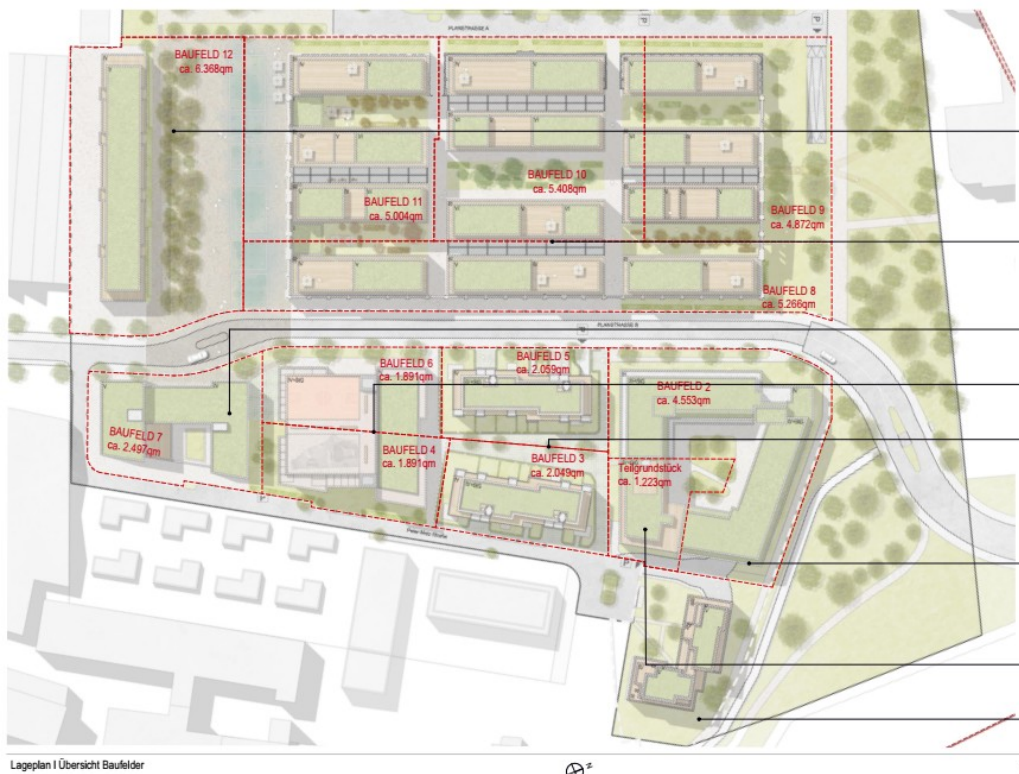 PLANSTRASSE A
BAUFELD 12
ca. 6.368qm
BAUFELD 10
ca. 5.408qm
BAUFELD 11
ca. 5.004qm
BAUFELD 9
ca. 4.872qm
BAUFELD 8
ca. 5.266qm
PLANSTRASSE B
BAUFELD 6
ca. 1.891qm
BAUFELD 5
ca. 2.059qm
BAUFELD 2
ca. 4.553qm
BAUFELD 7
ca. 2.497qm
BAUFELD 4
ca. 1.891qm
BAUFELD 3
ca. 2.049qm
Teilgrundstück
ca. 1.223qm
Lageplan I Übersicht Baufelder